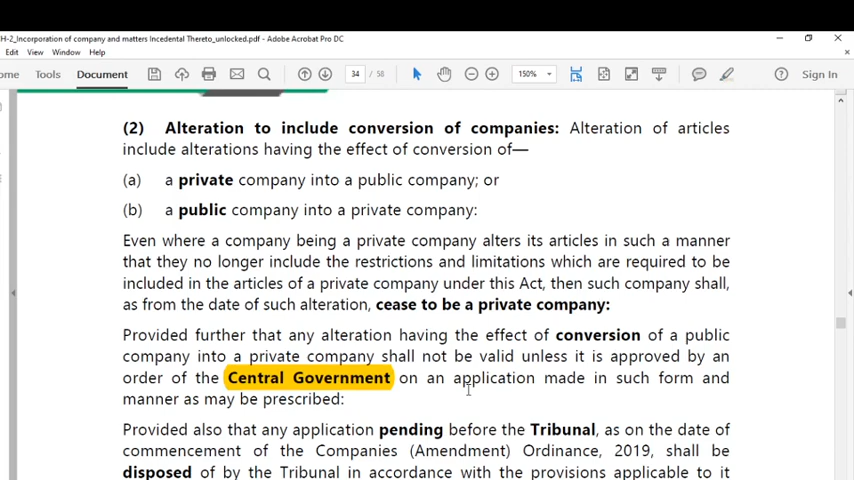 CH-2_Incorporation of company and matters Incedental Thereto_unlocked.pdf - Adobe Acrobat Pro DC
Edit View Window Help
ome Tools Document 34 / 58 150% Sign In
(2) Alteration to include conversion of companies: Alteration of articles
include alterations having the effect of conversion of—
(a) a private company into a public company; or
(b) a public company into a private company:
Even where a company being a private company alters its articles in such a manner
that they no longer include the restrictions and limitations which are required to be
included in the articles of a private company under this Act, then such company shall,
as from the date of such alteration, cease to be a private company:
Provided further that any alteration having the effect of conversion of a public
company into a private company shall not be valid unless it is approved by an
order of the Central Government on an application made in such form and
manner as may be prescribed:
Provided also that any application pending before the Tribunal, as on the date of
commencement of the Companies (Amendment) Ordinance, 2019, shall be
disposed of by the Tribunal in accordance with the provisions applicable to it